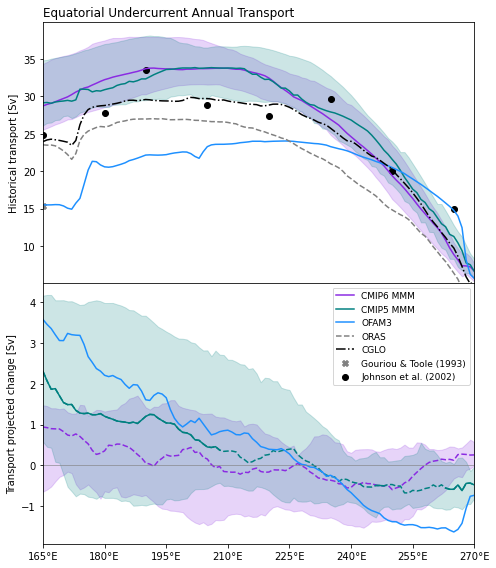 Equatorial Undercurrent Annual Transport
Historical transport [Sv]
35
30
25
20
15
10
Transport projected change [Sv]
4
3
2
1
0
−1
CMIP6 MMM
CMIP5 MMM
OFAM3
ORAS
CGLO
Gouriou & Toole (1993)
Johnson et al. (2002)
165°E 180°E 195°E 210°E 225°E 240°E 255°E 270°E